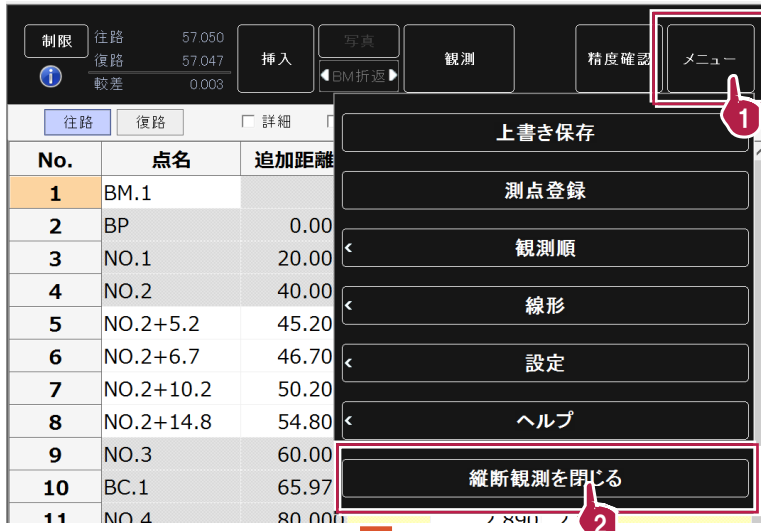 制限 往路 57.050
復路 57.047
較差 0.003
挿入
写真
BM折返
観測
精度確認
メニュー
1
往路 復路 詳細
上書き保存
測点登録
観測順
線形
設定
ヘルプ
縦断観測を閉じる
2
No. 点名 追加距離
1 BM.1
2 BP 0.00
3 NO.1 20.00
4 NO.2 40.00
5 NO.2+5.2 45.20
6 NO.2+6.7 46.70
7 NO.2+10.2 50.20
8 NO.2+14.8 54.80
9 NO.3 60.00
10 BC.1 65.97
11 NO.4 80.000